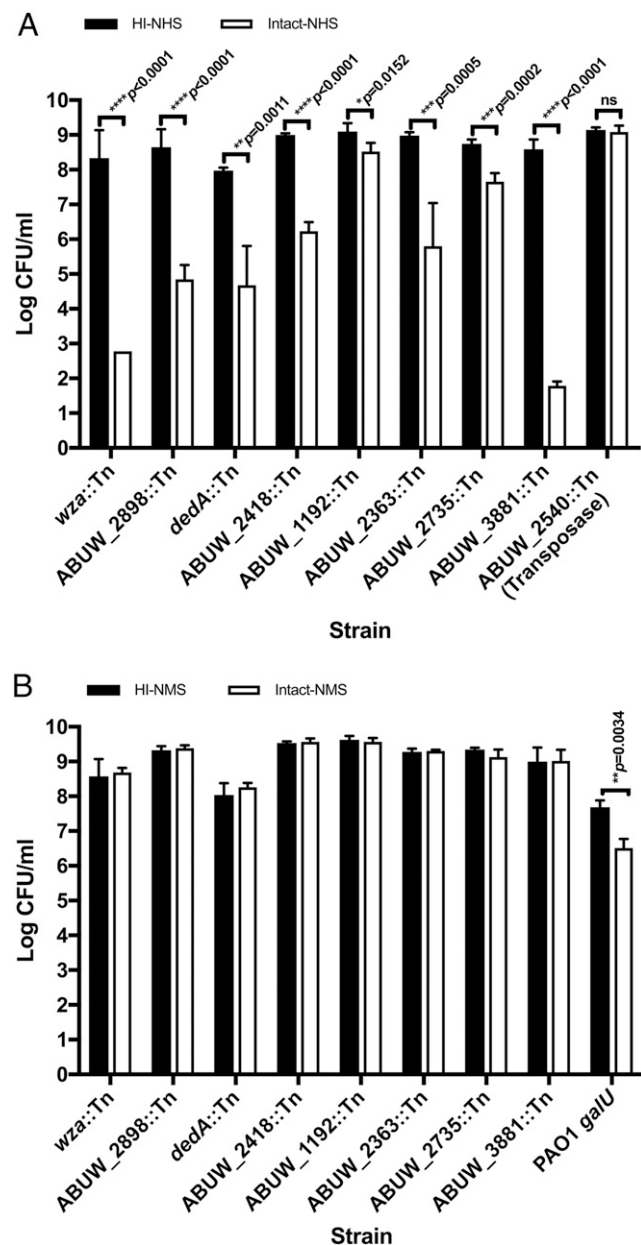 A
HI-NHS
Intact-NHS
****p<0.0001
****p<0.0001
**p=0.0011
****p<0.0001
*p=0.0152
***p=0.0005
***p=0.0002
****p<0.0001
ns
Log CFU/ml
10
9
8
7
6
5
4
3
2
1
0
wza::Tn
ABUW_2898::Tn
dedA::Tn
ABUW_2418::Tn
ABUW_1192::Tn
ABUW_2363::Tn
ABUW_2735::Tn
ABUW_3881::Tn
ABUW_2540::Tn
(Transposase)
Strain
B
HI-NMS
Intact-NMS
**p=0.0034
Log CFU/ml
10
9
8
7
6
5
4
3
2
1
0
wza::Tn
ABUW_2898::Tn
dedA::Tn
ABUW_2418::Tn
ABUW_1192::Tn
ABUW_2363::Tn
ABUW_2735::Tn
ABUW_3881::Tn
PAO1 galU
Strain